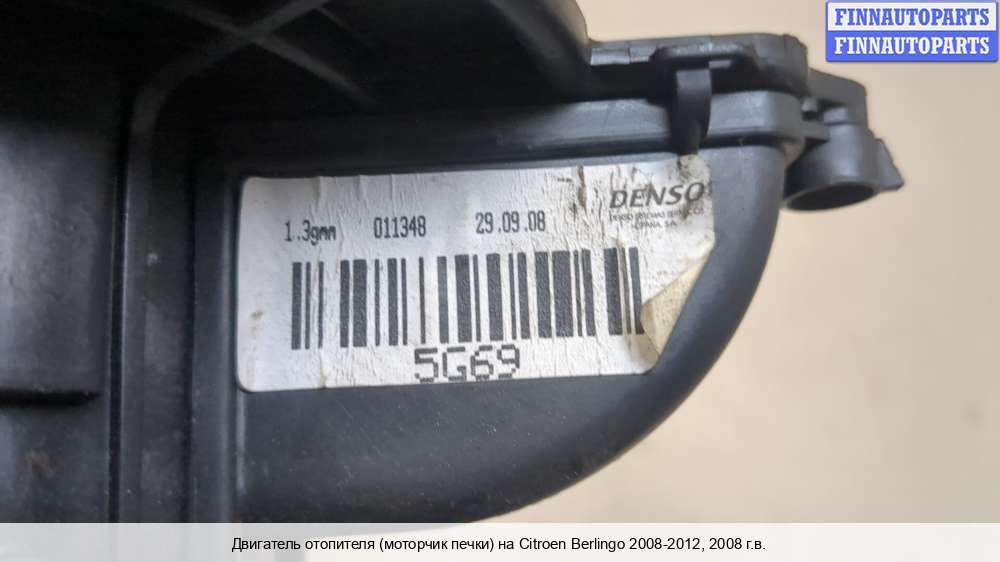 FINNAUTOPARTS
FINNAUTOPARTS
DENSO
1.3gmm 011348 29.09.08
5G69
Двигатель отопителя (моторчик печки) на Citroen Berlingo 2008-2012, 2008 г.в.